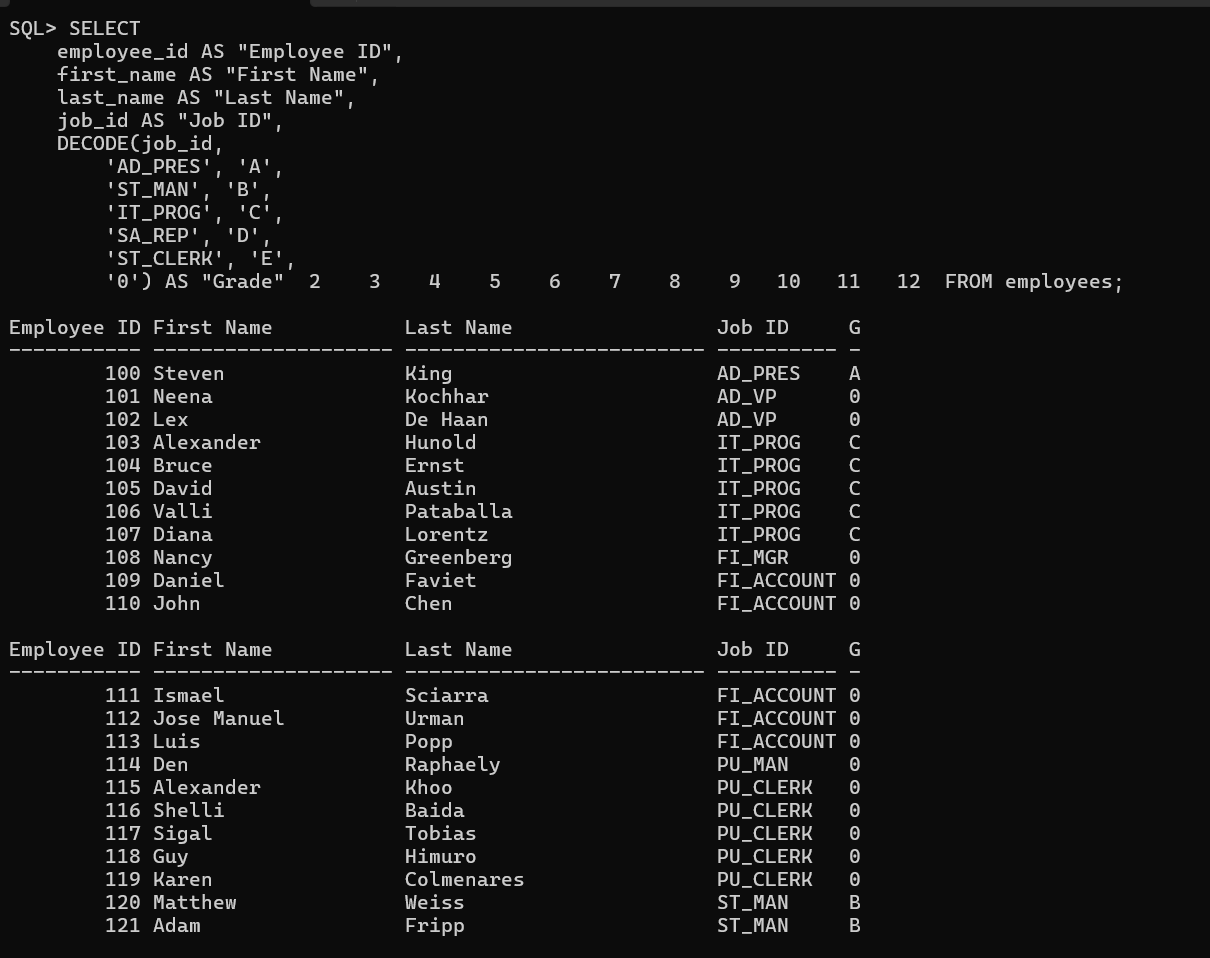 SQL> SELECT
    employee_id AS "Employee ID",
    first_name AS "First Name",
    last_name AS "Last Name",
    job_id AS "Job ID",
    DECODE(job_id,
        'AD_PRES', 'A',
        'ST_MAN', 'B',
        'IT_PROG', 'C',
        'SA_REP', 'D',
        'ST_CLERK', 'E',
        '0') AS "Grade"  2    3    4    5    6    7    8    9   10   11   12  FROM employees;

Employee ID First Name           Last Name                 Job ID     G
----------- -------------------- ------------------------- ---------- -
        100 Steven               King                      AD_PRES    A
        101 Neena                Kochhar                   AD_VP      0
        102 Lex                  De Haan                   AD_VP      0
        103 Alexander            Hunold                    IT_PROG    C
        104 Bruce                Ernst                     IT_PROG    C
        105 David                Austin                    IT_PROG    C
        106 Valli                Pataballa                 IT_PROG    C
        107 Diana                Lorentz                   IT_PROG    C
        108 Nancy                Greenberg                 FI_MGR     0
        109 Daniel               Faviet                    FI_ACCOUNT 0
        110 John                 Chen                      FI_ACCOUNT 0

Employee ID First Name           Last Name                 Job ID     G
----------- -------------------- ------------------------- ---------- -
        111 Ismael               Sciarra                   FI_ACCOUNT 0
        112 Jose Manuel          Urman                     FI_ACCOUNT 0
        113 Luis                 Popp                      FI_ACCOUNT 0
        114 Den                  Raphaely                  PU_MAN     0
        115 Alexander            Khoo                      PU_CLERK   0
        116 Shelli               Baida                     PU_CLERK   0
        117 Sigal                Tobias                    PU_CLERK   0
        118 Guy                  Himuro                    PU_CLERK   0
        119 Karen                Colmenares                PU_CLERK   0
        120 Matthew              Weiss                     ST_MAN     B
        121 Adam                 Fripp                     ST_MAN     B